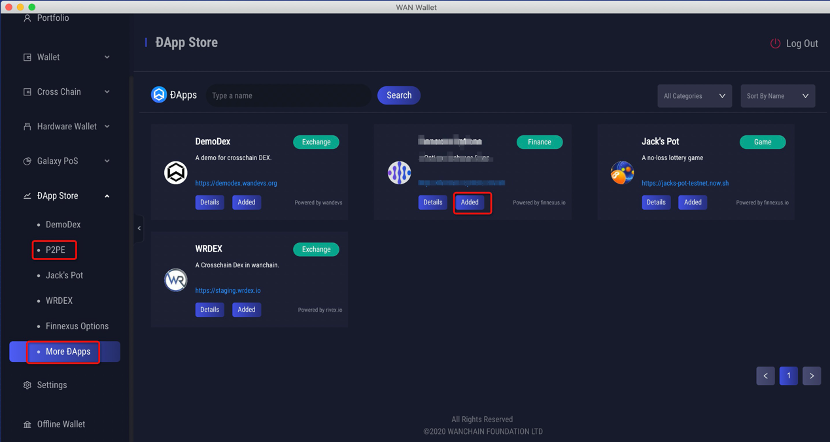 WAN Wallet
Portfolio
Wallet
Cross Chain
Hardware Wallet
Galaxy PoS
ĐApp Store
DemoDex
P2PE
Jack's Pot
WRDEX
Finnexus Options
More ĐApps
Settings
Offline Wallet
ĐApp Store
Log Out
ĐApps
Type a name
Search
All Categories
Sort By Name
DemoDex
Exchange
A demo for crosschain DEX.
https://demodex.wandevs.org
Details
Added
Powered by wandevs
Finance
Details
Added
Powered by finnexus.io
Jack's Pot
Game
A no-loss lottery game
https://jacks-pot-testnet.now.sh
Details
Added
Powered by finnexus.io
WRDEX
Exchange
A Crosschain Dex in wanchain.
https://staging.wrdex.io
Details
Added
Powered by rivex.io
1
All Rights Reserved
©2020 WANCHAIN FOUNDATION LTD